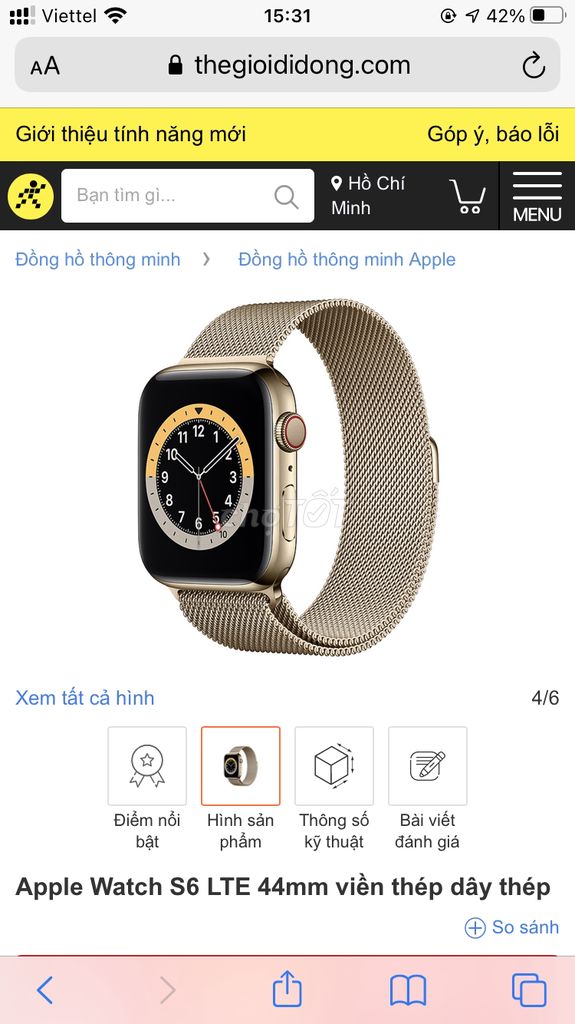 Viettel 15:31 42%
AA thegioididong.com
Giới thiệu tính năng mới Góp ý, báo lỗi
Bạn tìm gì... Hồ Chí Minh MENU
Đồng hồ thông minh › Đồng hồ thông minh Apple
12
11 1
10 2
9 3
8 4
7 5
6
10
chợTỐT
Xem tất cả hình 4/6
Điểm nổi bật
Hình sản phẩm
Thông số kỹ thuật
Bài viết đánh giá
Apple Watch S6 LTE 44mm viền thép dây thép
So sánh